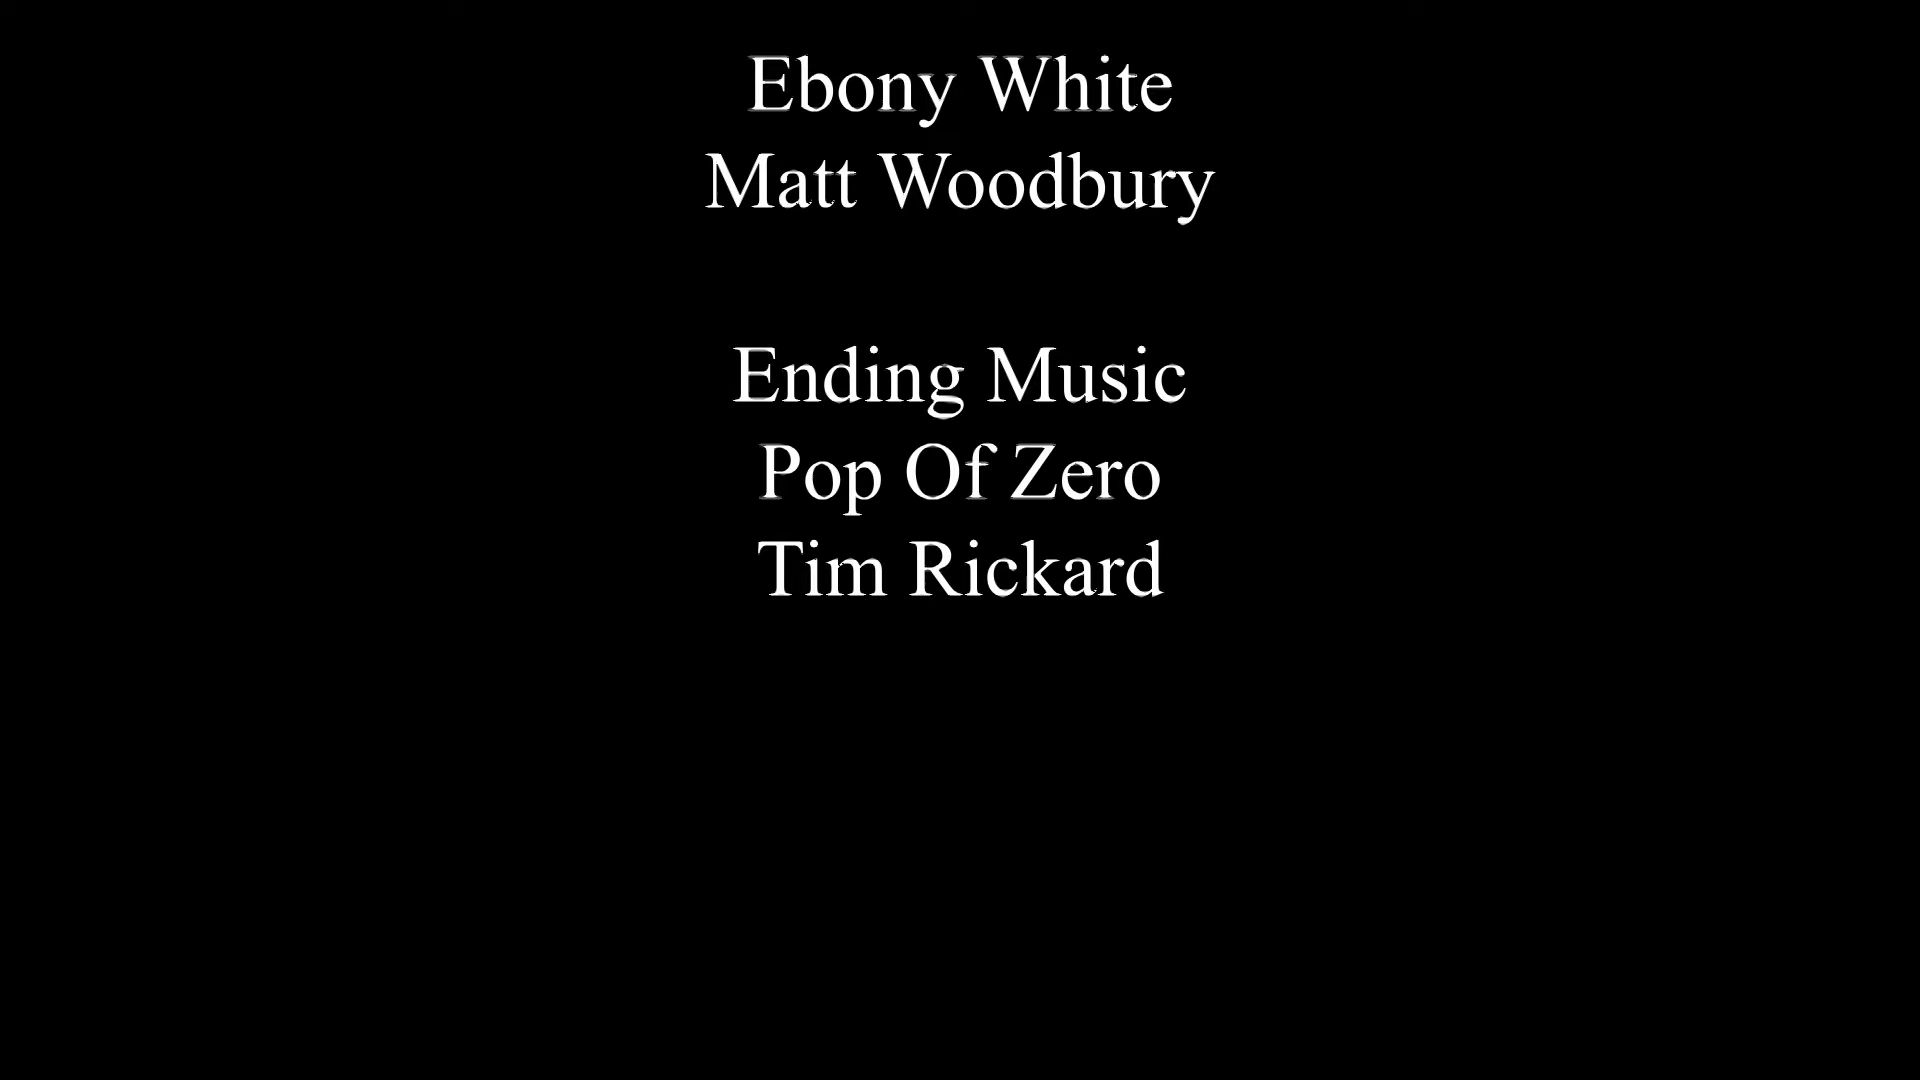 Ebony White
Matt Woodbury
Ending Music
Pop Of Zero
Tim Rickard